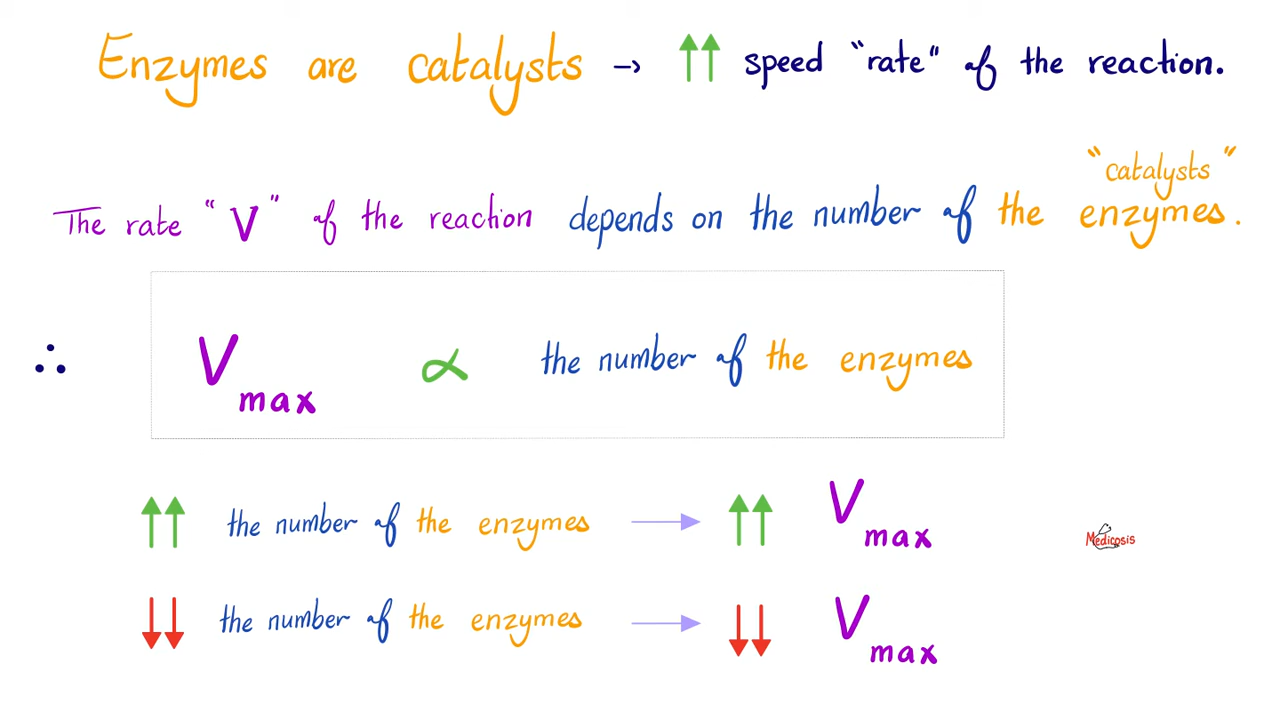 Enzymes are catalysts → ↑↑ speed "rate" of the reaction.
"catalysts"
The rate "V" of the reaction depends on the number of the enzymes.
∴ Vmax α the number of the enzymes
↑↑ the number of the enzymes → ↑↑ Vmax
Medicosis
↓↓ the number of the enzymes → ↓↓ Vmax